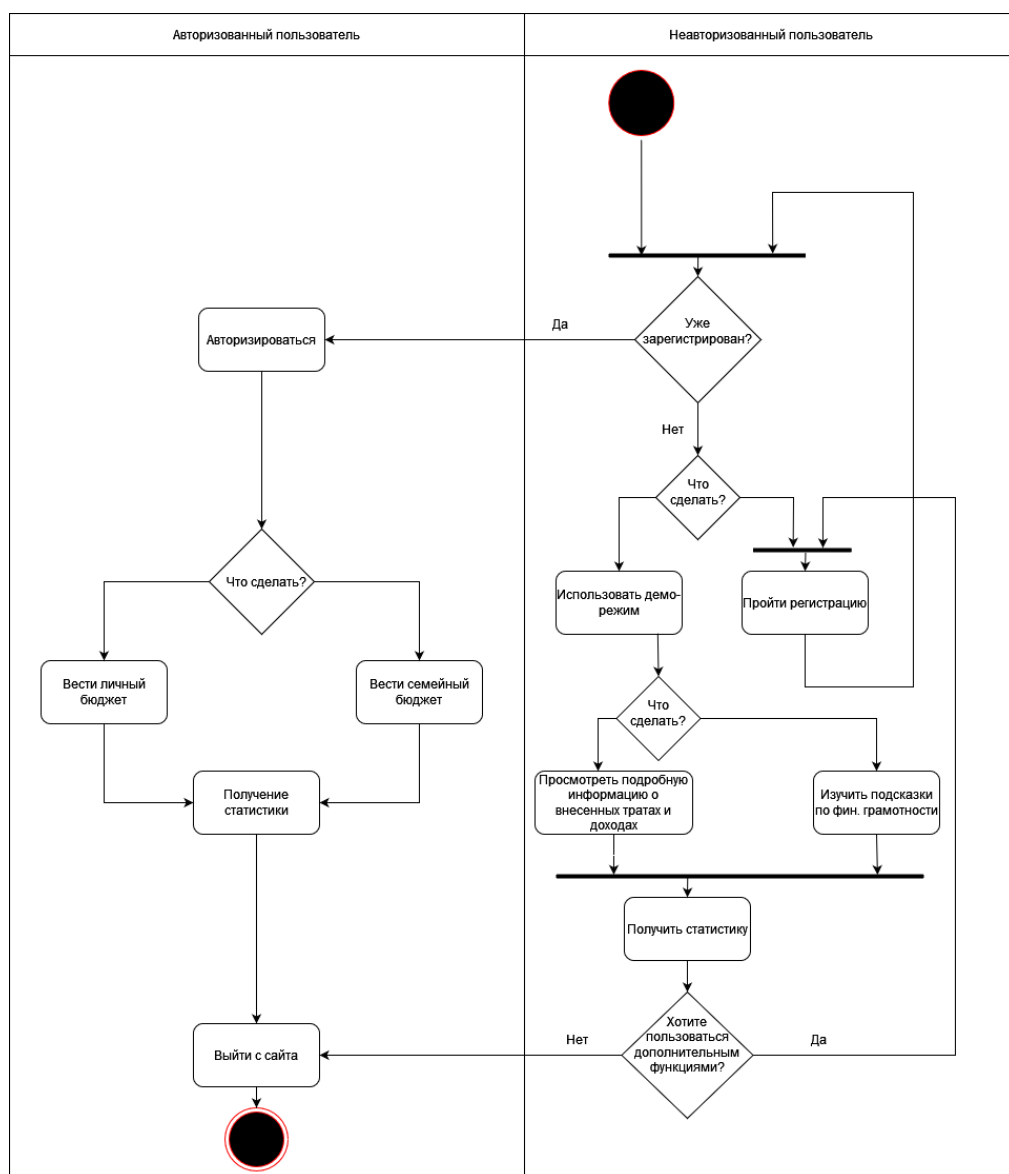 Авторизованный пользователь
Неавторизованный пользователь
Уже
зарегистрирован?
Да
Авторизироваться
Нет
Что
сделать?
Что сделать?
Использовать демо-
режим
Пройти регистрацию
Вести личный
бюджет
Вести семейный
бюджет
Что
сделать?
Получение
статистики
Просмотреть подробную
информацию о
внесенных тратах и
доходах
Изучить подсказки
по фин. грамотности
Получить статистику
Хотите
пользоваться
дополнительным
функциями?
Нет
Да
Выйти с сайта